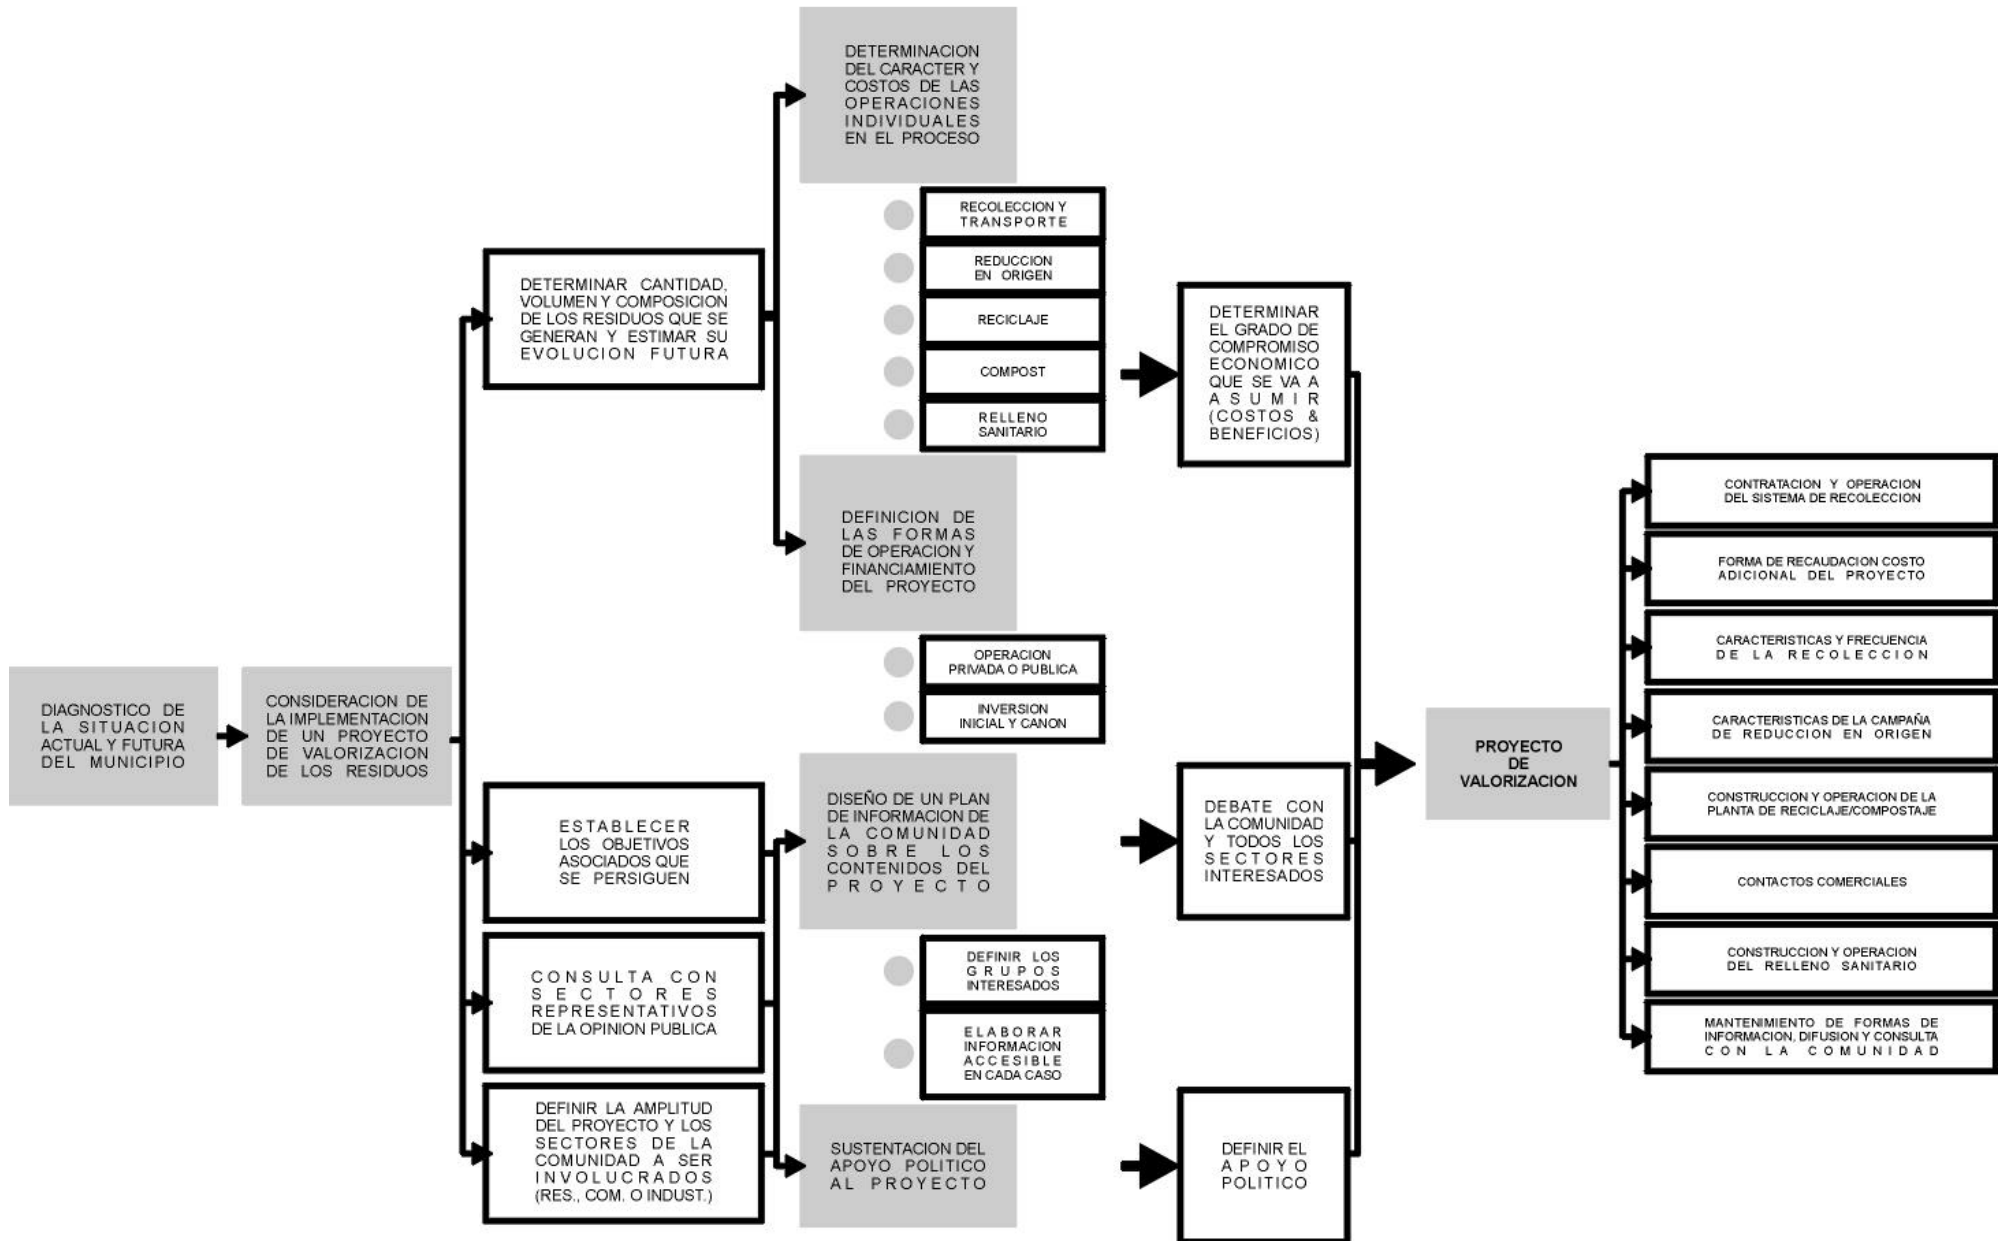 DIAGNOSTICO DE
LA SITUACION
ACTUAL Y FUTURA
DEL MUNICIPIO
CONSIDERACION DE
LA IMPLEMENTACION
DE UN PROYECTO
DE VALORIZACION
DE LOS RESIDUOS
DETERMINAR CANTIDAD,
VOLUMEN Y COMPOSICION
DE LOS RESIDUOS QUE SE
GENERAN Y ESTIMAR SU
EVOLUCION FUTURA
ESTABLECER
LOS OBJETIVOS
ASOCIADOS QUE
SE PERSIGUEN
CONSULTA CON
SECTORES
REPRESENTATIVOS
DE LA OPINION PUBLICA
DEFINIR LA AMPLITUD
DEL PROYECTO Y LOS
SECTORES DE LA
COMUNIDAD A SER
INVOLUCRADOS
(RES., COM. O INDUST.)
DETERMINACION
DEL CARACTER Y
COSTOS DE LAS
OPERACIONES
INDIVIDUALES
EN EL PROCESO
RECOLECCION Y
TRANSPORTE
REDUCCION
EN ORIGEN
RECICLAJE
COMPOST
RELLENO
SANITARIO
DEFINICION DE
LAS FORMAS
DE OPERACION Y
FINANCIAMIENTO
DEL PROYECTO
OPERACION
PRIVADA O PUBLICA
INVERSION
INICIAL Y CANON
DISEÑO DE UN PLAN
DE INFORMACION DE
LA COMUNIDAD
SOBRE LOS
CONTENIDOS DEL
PROYECTO
DEFINIR LOS
GRUPOS
INTERESADOS
ELABORAR
INFORMACION
ACCESIBLE
EN CADA CASO
SUSTENTACION DEL
APOYO POLITICO
AL PROYECTO
DETERMINAR
EL GRADO DE
COMPROMISO
ECONOMICO
QUE SE VA A
ASUMIR
(COSTOS &
BENEFICIOS)
DEBATE CON
LA COMUNIDAD
Y TODOS LOS
SECTORES
INTERESADOS
DEFINIR EL
APOYO
POLITICO
PROYECTO
DE
VALORIZACION
CONTRATACION Y OPERACION
DEL SISTEMA DE RECOLECCION
FORMA DE RECAUDACION COSTO
ADICIONAL DEL PROYECTO
CARACTERISTICAS Y FRECUENCIA
DE LA RECOLECCION
CARACTERISTICAS DE LA CAMPAÑA
DE REDUCCION EN ORIGEN
CONSTRUCCION Y OPERACION DE LA
PLANTA DE RECICLAJE/COMPOSTAJE
CONTACTOS COMERCIALES
CONSTRUCCION Y OPERACION
DEL RELLENO SANITARIO
MANTENIMIENTO DE FORMAS DE
INFORMACION, DIFUSION Y CONSULTA
CON LA COMUNIDAD